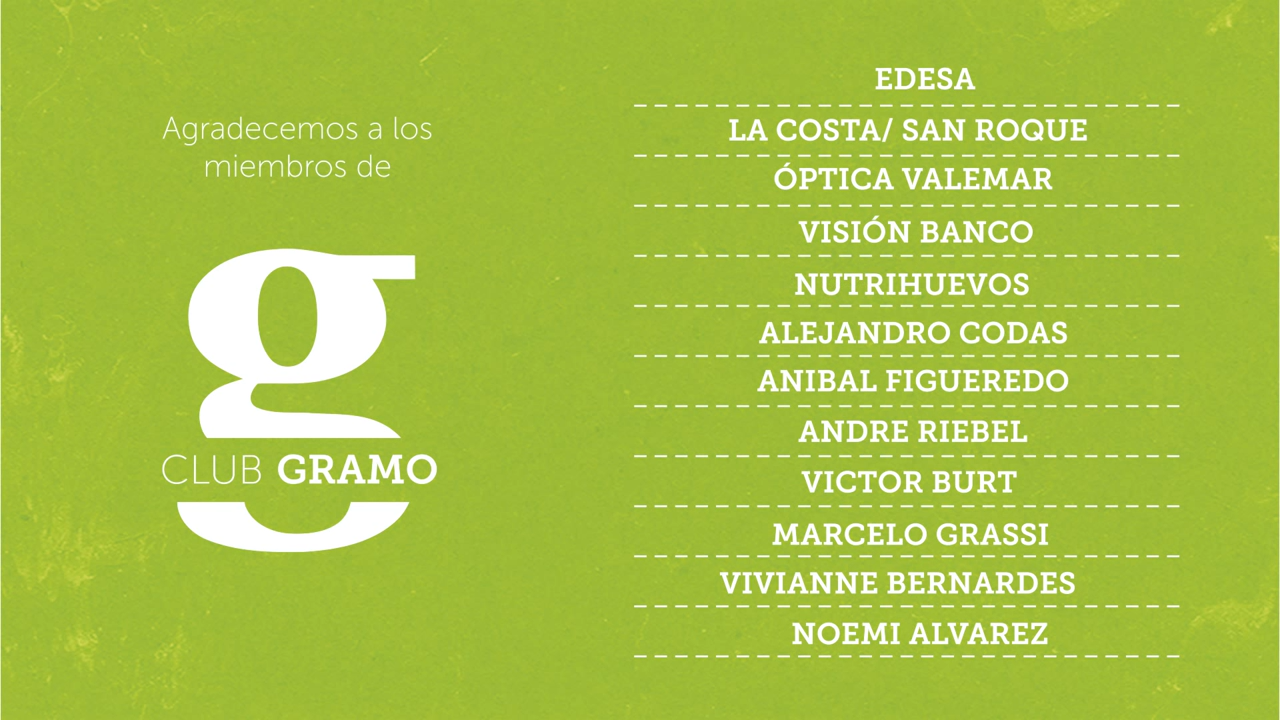 Agradecemos a los
miembros de
g
CLUB GRAMO
EDESA
LA COSTA/ SAN ROQUE
ÓPTICA VALEMAR
VISIÓN BANCO
NUTRIHUEVOS
ALEJANDRO CODAS
ANIBAL FIGUEREDO
ANDRE RIEBEL
VICTOR BURT
MARCELO GRASSI
VIVIANNE BERNARDES
NOEMI ALVAREZ